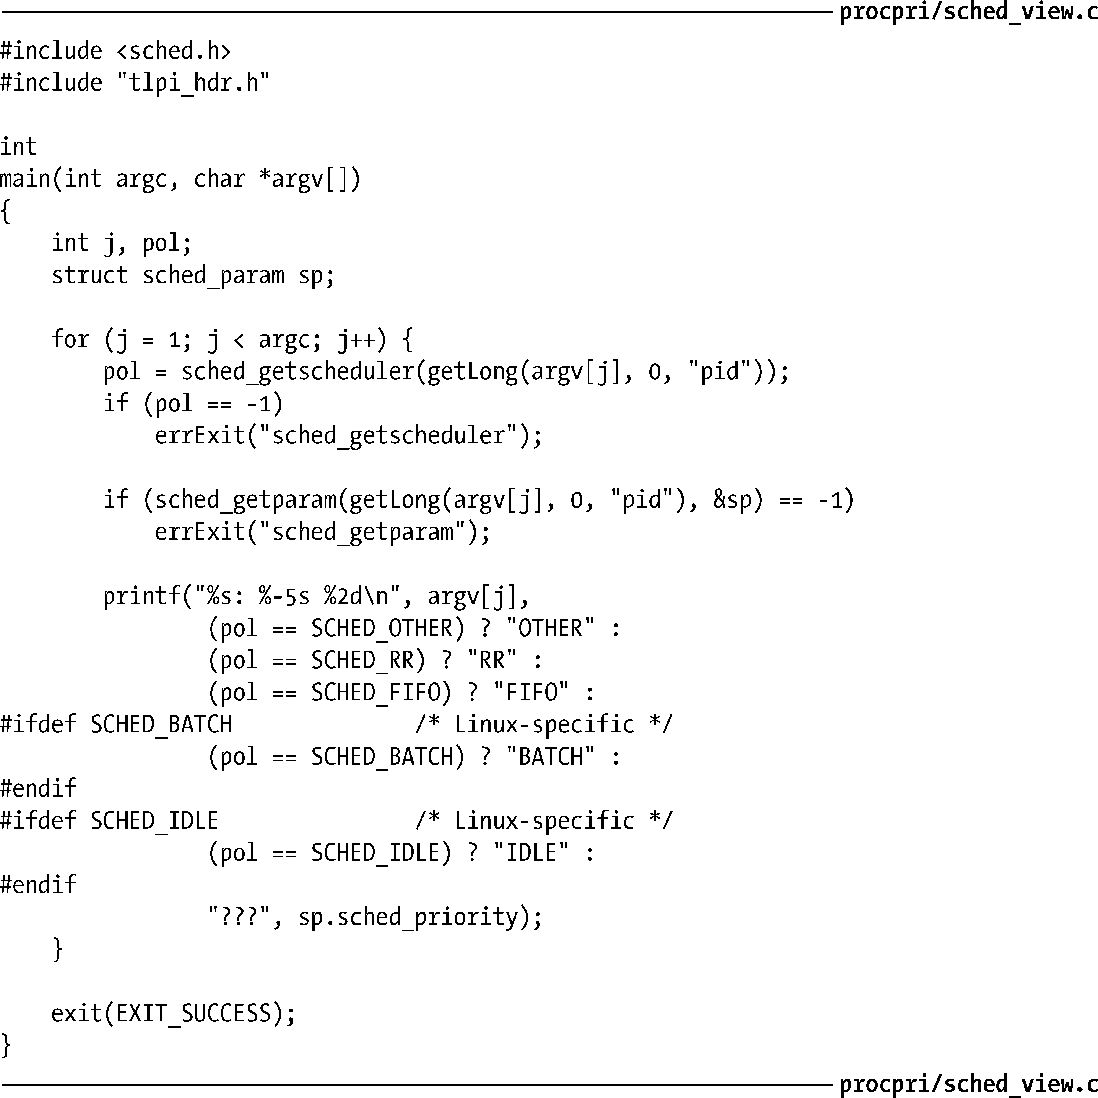 procpri/sched_view.c
#include <sched.h>
#include "tlpi_hdr.h"

int
main(int argc, char *argv[])
{
    int j, pol;
    struct sched_param sp;

    for (j = 1; j < argc; j++) {
        pol = sched_getscheduler(getLong(argv[j], 0, "pid"));
        if (pol == -1)
            errExit("sched_getscheduler");

        if (sched_getparam(getLong(argv[j], 0, "pid"), &sp) == -1)
            errExit("sched_getparam");

        printf("%s: %-5s %2d\n", argv[j],
                (pol == SCHED_OTHER) ? "OTHER" :
                (pol == SCHED_RR) ? "RR" :
                (pol == SCHED_FIFO) ? "FIFO" :
#ifdef SCHED_BATCH              /* Linux-specific */
                (pol == SCHED_BATCH) ? "BATCH" :
#endif
#ifdef SCHED_IDLE               /* Linux-specific */
                (pol == SCHED_IDLE) ? "IDLE" :
#endif
                "???", sp.sched_priority);
    }

    exit(EXIT_SUCCESS);
}
procpri/sched_view.c